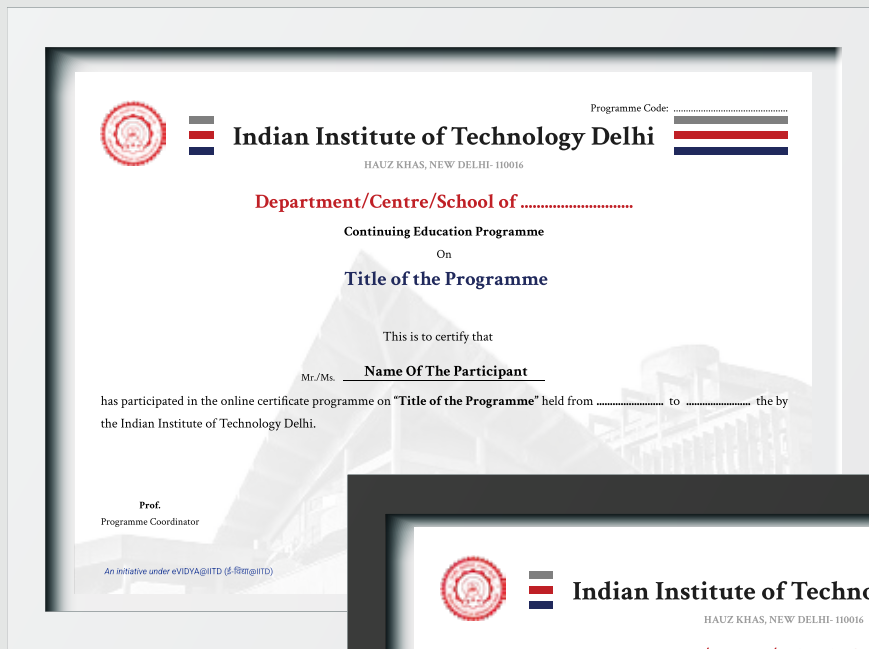 Programme Code: ............................................
Indian Institute of Technology Delhi
HAUZ KHAS, NEW DELHI- 110016
Department/Centre/School of ............................
Continuing Education Programme
On
Title of the Programme
This is to certify that
Mr./Ms. Name Of The Participant
has participated in the online certificate programme on “Title of the Programme” held from ........................ to ....................... the by
the Indian Institute of Technology Delhi.
Prof.
Programme Coordinator
An initiative under eVIDYA@IITD (ई-विद्या@IITD)
Indian Institute of Techno
HAUZ KHAS, NEW DELHI- 110016